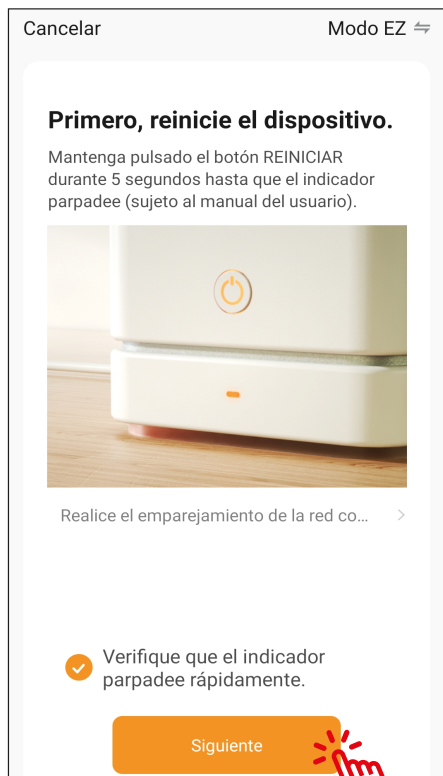 Cancelar
Modo EZ
Primero, reinicie el dispositivo.
Mantenga pulsado el botón REINICIAR
durante 5 segundos hasta que el indicador
parpadee (sujeto al manual del usuario).
Realice el emparejamiento de la red co...
Verifique que el indicador
parpadee rápidamente.
Siguiente